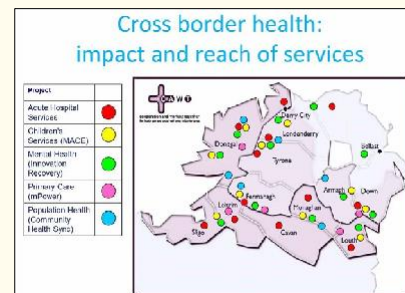 Cross border health:
impact and reach of services
Project
Acute Hospital
Services
Children's
Services (MACE)
Mental Health
(Innovation
Recovery)
Primary Care
(mPower)
Population Health
(Community
Health Sync)
Derry City
Londonderry
Donegal
Tyrone
Belfast
Armagh
Down
Fermanagh
Leitrim
Monaghan
Sligo
Cavan
Louth